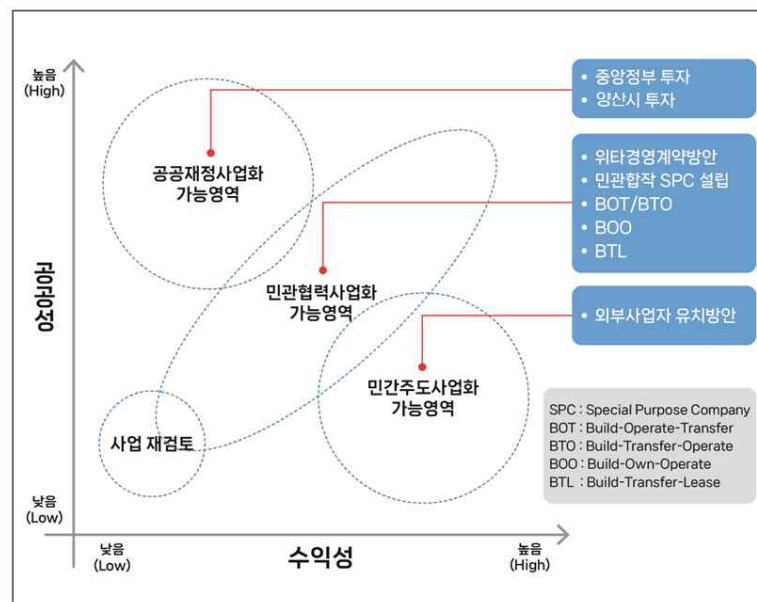 높음
(High)
공공성
낮음
(Low)
공공재정사업화
가능영역
민관협력사업화
가능영역
민간주도사업화
가능영역
사업 재검토
• 중앙정부 투자
• 양산시 투자
• 위탁경영계약방안
• 민관합작 SPC 설립
• BOT/BTO
• BOO
• BTL
• 외부사업자 유치방안
SPC : Special Purpose Company
BOT : Build-Operate-Transfer
BTO : Build-Transfer-Operate
BOO : Build-Own-Operate
BTL : Build-Transfer-Lease
낮음
(Low)
수익성
높음
(High)